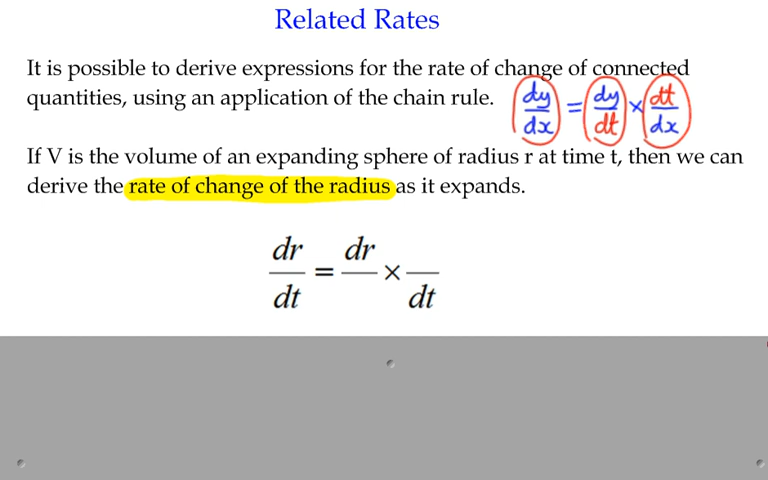 Related Rates
It is possible to derive expressions for the rate of change of connected
quantities, using an application of the chain rule. dy/dx = dy/dt × dt/dx
If V is the volume of an expanding sphere of radius r at time t, then we can
derive the rate of change of the radius as it expands.
dr/dt = dr/ × /dt